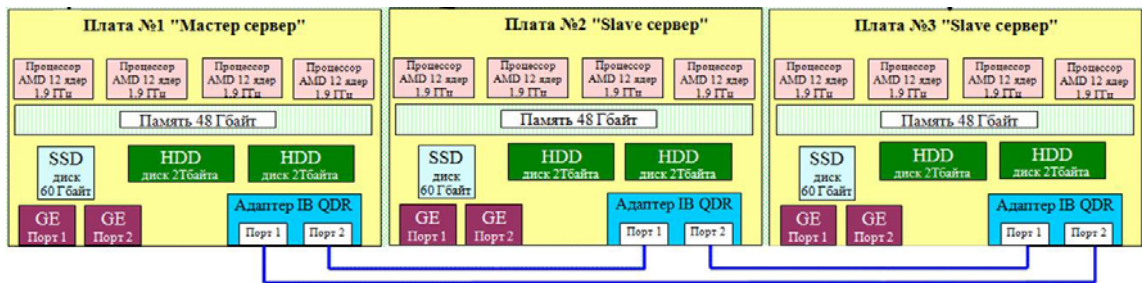 Плата №1 "Мастер сервер"
Процессор
AMD 12 ядер
1.9 ГГц
Процессор
AMD 12 ядер
1.9 ГГц
Процессор
AMD 12 ядер
1.9 ГГц
Процессор
AMD 12 ядер
1.9 ГГц
Память 48 Гбайт
SSD
диск
60 Гбайт
HDD
диск 2Тбайта
HDD
диск 2Тбайта
GE
Порт 1
GE
Порт 2
Адаптер IB QDR
Порт 1
Порт 2
Плата №2 "Slave сервер"
Процессор
AMD 12 ядер
1.9 ГГц
Процессор
AMD 12 ядер
1.9 ГГц
Процессор
AMD 12 ядер
1.9 ГГц
Процессор
AMD 12 ядер
1.9 ГГц
Память 48 Гбайт
SSD
диск
60 Гбайт
HDD
диск 2Тбайта
HDD
диск 2Тбайта
GE
Порт 1
GE
Порт 2
Адаптер IB QDR
Порт 1
Порт 2
Плата №3 "Slave сервер"
Процессор
AMD 12 ядер
1.9 ГГц
Процессор
AMD 12 ядер
1.9 ГГц
Процессор
AMD 12 ядер
1.9 ГГц
Процессор
AMD 12 ядер
1.9 ГГц
Память 48 Гбайт
SSD
диск
60 Гбайт
HDD
диск 2Тбайта
HDD
диск 2Тбайта
GE
Порт 1
GE
Порт 2
Адаптер IB QDR
Порт 1
Порт 2